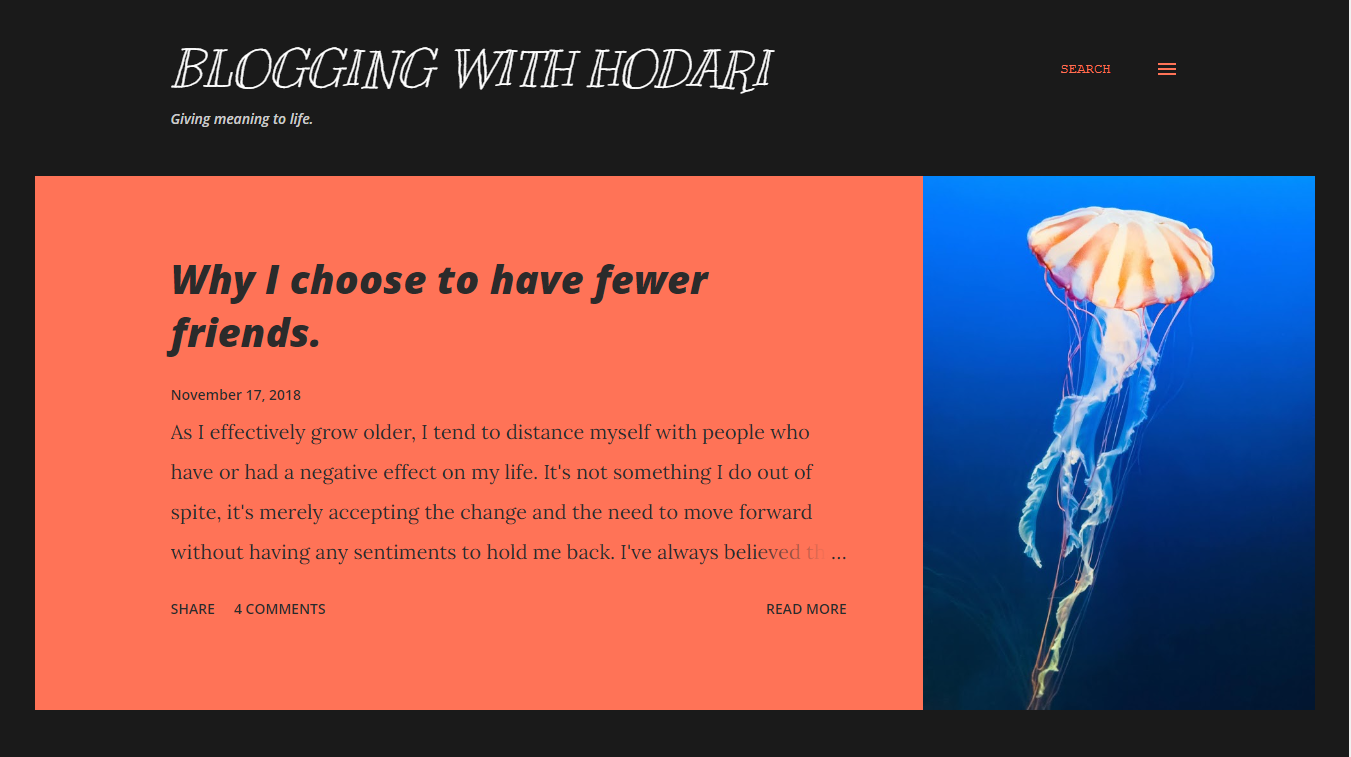 BLOGGING WITH HODARI
SEARCH
Giving meaning to life.
Why I choose to have fewer
friends.
November 17, 2018
As I effectively grow older, I tend to distance myself with people who
have or had a negative effect on my life. It's not something I do out of
spite, it's merely accepting the change and the need to move forward
without having any sentiments to hold me back. I've always believed th...
SHARE 4 COMMENTS READ MORE